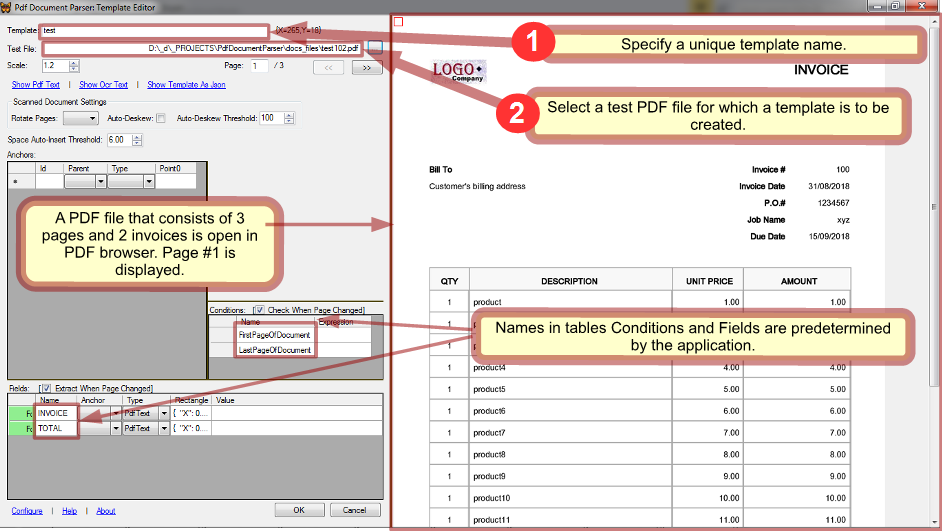 Pdf Document Parser: Template Editor
Template: test {X=265,Y=18}
Test File: D:\_d\_PROJECTS\PdfDocumentParser\docs_files\test102.pdf ...
Scale: 1.2 Page: 1 / 3 << >>
Show Pdf Text | Show Ocr Text | Show Template As Json
Scanned Document Settings
Rotate Pages: Auto-Deskew: Auto-Deskew Threshold: 100
Space Auto-Insert Threshold: 6.00
Anchors:
Id Parent Type Point0
*
A PDF file that consists of 3
pages and 2 invoices is open in
PDF browser. Page #1 is
displayed.
Conditions: [ Check When Page Changed]
Name Expression
FirstPageOfDocument
LastPageOfDocument
Fields: [ Extract When Page Changed]
Name Anchor Type Rectangle Value
INVOICE PdfText { "X": 0....
TOTAL PdfText { "X": 0....
Configure | Help | About
OK Cancel
1
Specify a unique template name.
2
Select a test PDF file for which a template is to be
created.
LOGO
Company
INVOICE
Bill To
Customer's billing address
Invoice # 100
Invoice Date 31/08/2018
P.O.# 1234567
Job Name xyz
Due Date 15/09/2018
QTY DESCRIPTION UNIT PRICE AMOUNT
1 product 1.00 1.00
1
Names in tables Conditions and Fields are predetermined
by the application.
1
1 product4 4.00 4.00
1 product5 5.00 5.00
1 product6 6.00 6.00
1 product7 7.00 7.00
1 product8 8.00 8.00
1 product9 9.00 9.00
1 product10 10.00 10.00
1 product11 11.00 11.00